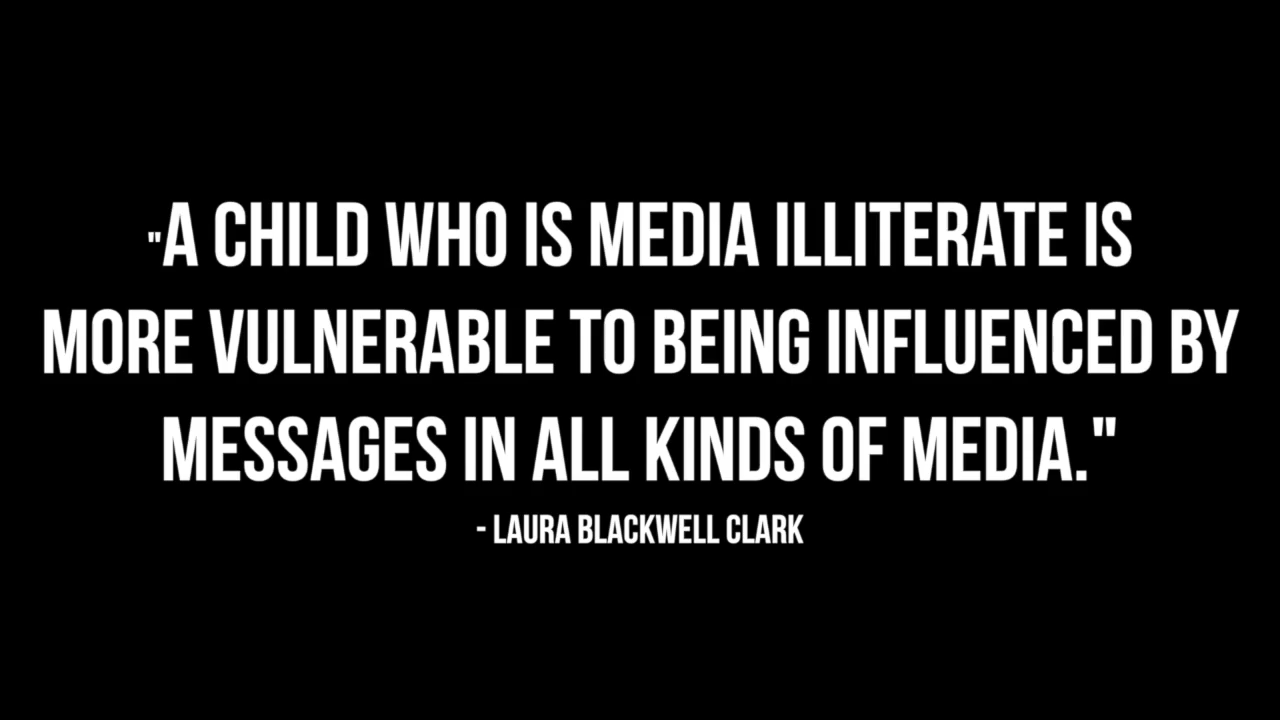 "A CHILD WHO IS MEDIA ILLITERATE IS
MORE VULNERABLE TO BEING INFLUENCED BY
MESSAGES IN ALL KINDS OF MEDIA."
- LAURA BLACKWELL CLARK